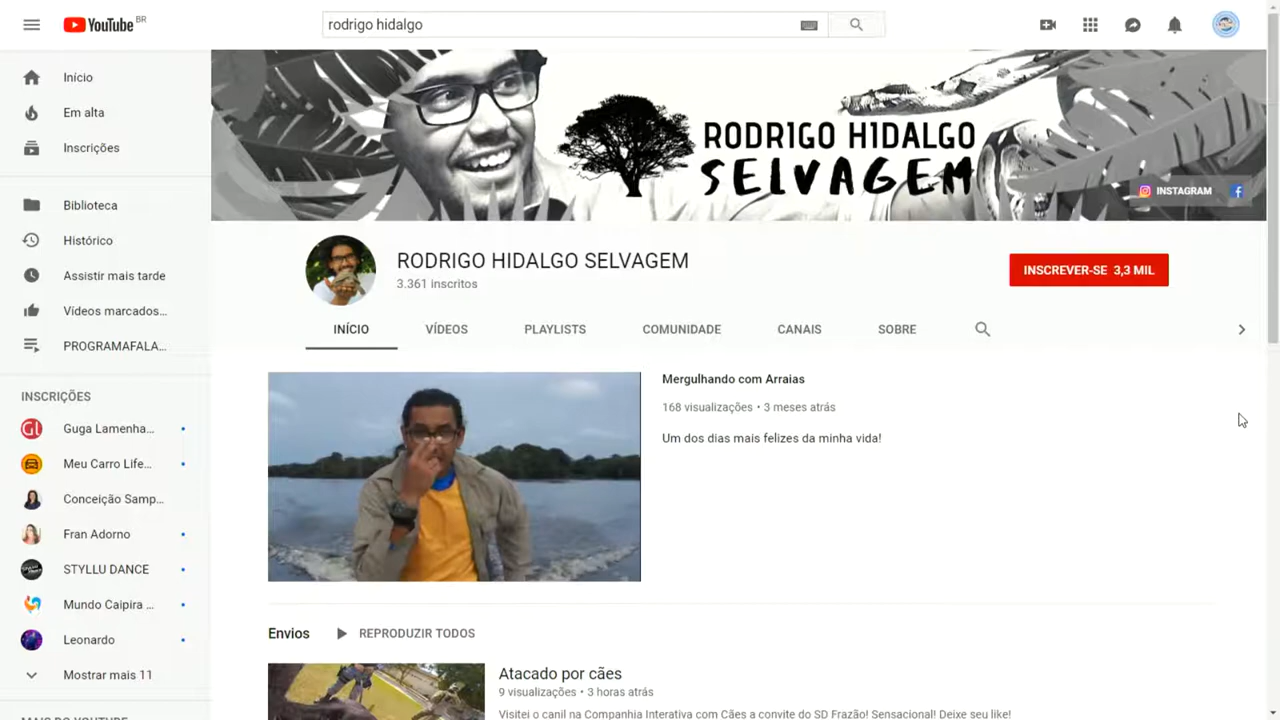 YouTube BR
rodrigo hidalgo
Início
Em alta
Inscrições
Biblioteca
Histórico
Assistir mais tarde
Vídeos marcados...
PROGRAMAFALA...
INSCRIÇÕES
Guga Lamenha...
Meu Carro Life...
Conceição Samp...
Fran Adorno
STYLLU DANCE
Mundo Caipira ...
Leonardo
Mostrar mais 11
MAIS DO YOUTUBE
RODRIGO HIDALGO
SELVAGEM
INSTAGRAM
RODRIGO HIDALGO SELVAGEM
3.361 inscritos
INSCREVER-SE 3,3 MIL
INÍCIO VÍDEOS PLAYLISTS COMUNIDADE CANAIS SOBRE
Mergulhando com Arraias
168 visualizações • 3 meses atrás
Um dos dias mais felizes da minha vida!
Envios REPRODUZIR TODOS
Atacado por cães
9 visualizações • 3 horas atrás
Visitei o canil na Companhia Interativa com Cães a convite do SD Frazão! Sensacional! Deixe seu like!